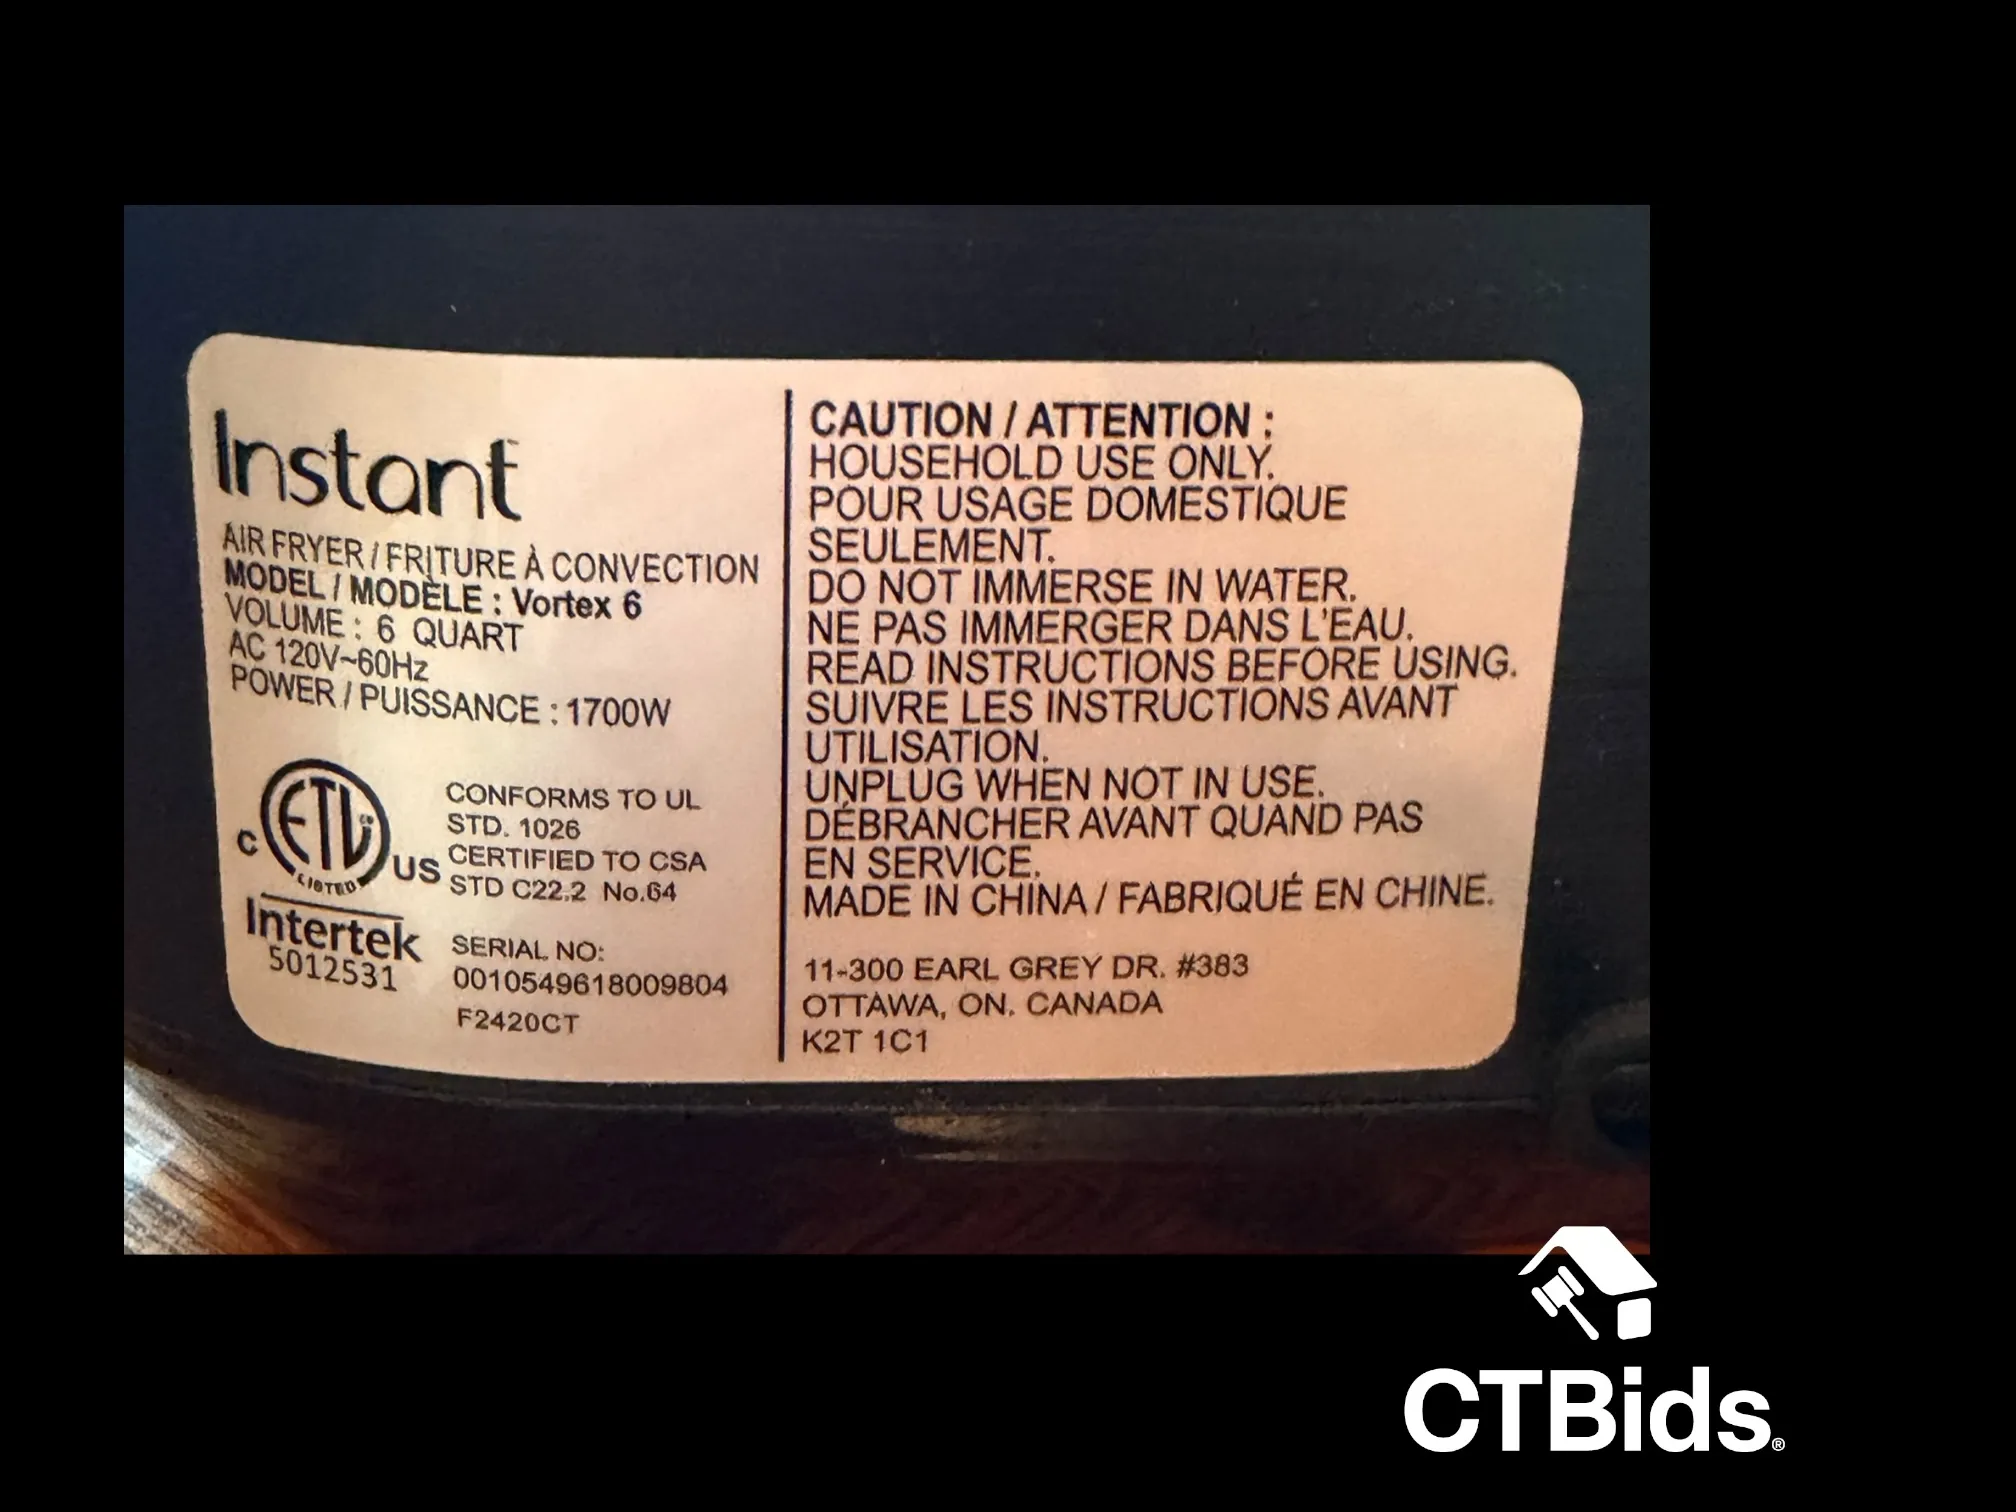 Instant
AIR FRYER / FRITURE À CONVECTION
MODEL / MODÈLE : Vortex 6
VOLUME : 6 QUART
AC 120V~60Hz
POWER / PUISSANCE : 1700W
C ETL US
LISTED
Intertek
5012531
CONFORMS TO UL
STD. 1026
CERTIFIED TO CSA
STD C22.2 No.64
SERIAL NO:
0010549618009804
F2420CT
CAUTION / ATTENTION :
HOUSEHOLD USE ONLY.
POUR USAGE DOMESTIQUE
SEULEMENT.
DO NOT IMMERSE IN WATER.
NE PAS IMMERGER DANS L'EAU.
READ INSTRUCTIONS BEFORE USING.
SUIVRE LES INSTRUCTIONS AVANT
UTILISATION.
UNPLUG WHEN NOT IN USE.
DÉBRANCHER AVANT QUAND PAS
EN SERVICE.
MADE IN CHINA / FABRIQUÉ EN CHINE.
11-300 EARL GREY DR. #383
OTTAWA, ON. CANADA
K2T 1C1
CTBids®